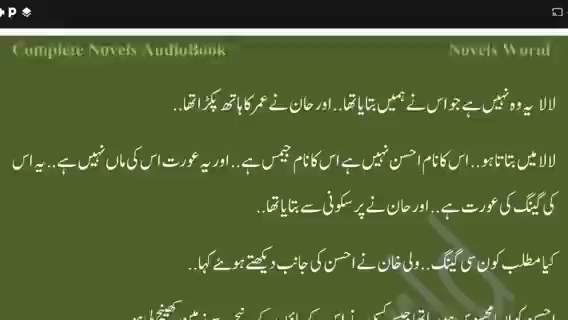 Complete Novels AudioBook Novels World
لالا یہ وہ نہیں ہے جو اس نے ہمیں بتایا تھا.. اور حان نے عمر کا ہاتھ پکڑا تھا..
لالا میں بتاتا ہو.. اس کا نام احسن نہیں ہے اس کا نام جیمس ہے.. اور یہ عورت اس کی ماں نہیں ہے.. یہ اس
کی گینگ کی عورت ہے.. اور حان نے پر سکونی سے بتایا تھا..
کیا مطلب کون سی گینگ.. ولی خان نے احسن کی جانب دیکھتے ہوئے کہا..